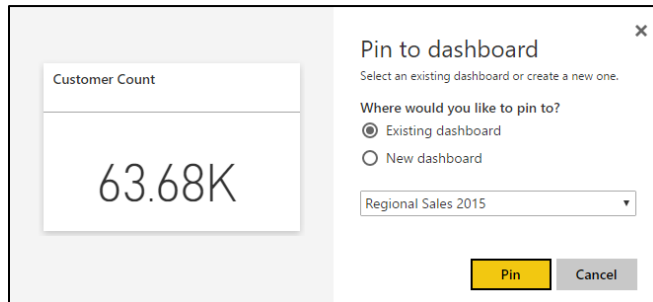 Customer Count
63.68K
Pin to dashboard
Select an existing dashboard or create a new one.
Where would you like to pin to?
Existing dashboard
New dashboard
Regional Sales 2015
Pin
Cancel